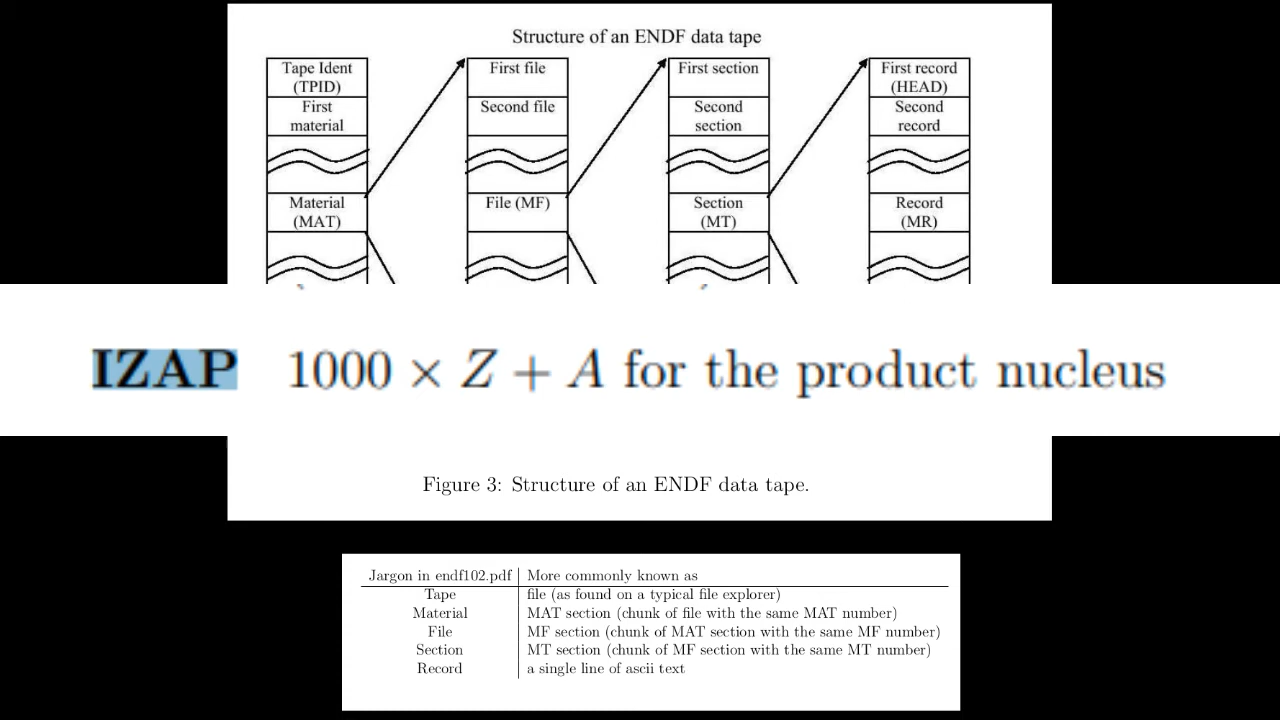 Structure of an ENDF data tape
Tape Ident
(TPID)
First
material
Material
(MAT)
First file
Second file
File (MF)
First section
Second
section
Section
(MT)
First record
(HEAD)
Second
record
Record
(MR)
IZAP 1000 × Z + A for the product nucleus
Figure 3: Structure of an ENDF data tape.
Jargon in endf102.pdf More commonly known as
Tape file (as found on a typical file explorer)
Material MAT section (chunk of file with the same MAT number)
File MF section (chunk of MAT section with the same MF number)
Section MT section (chunk of MF section with the same MT number)
Record a single line of ascii text